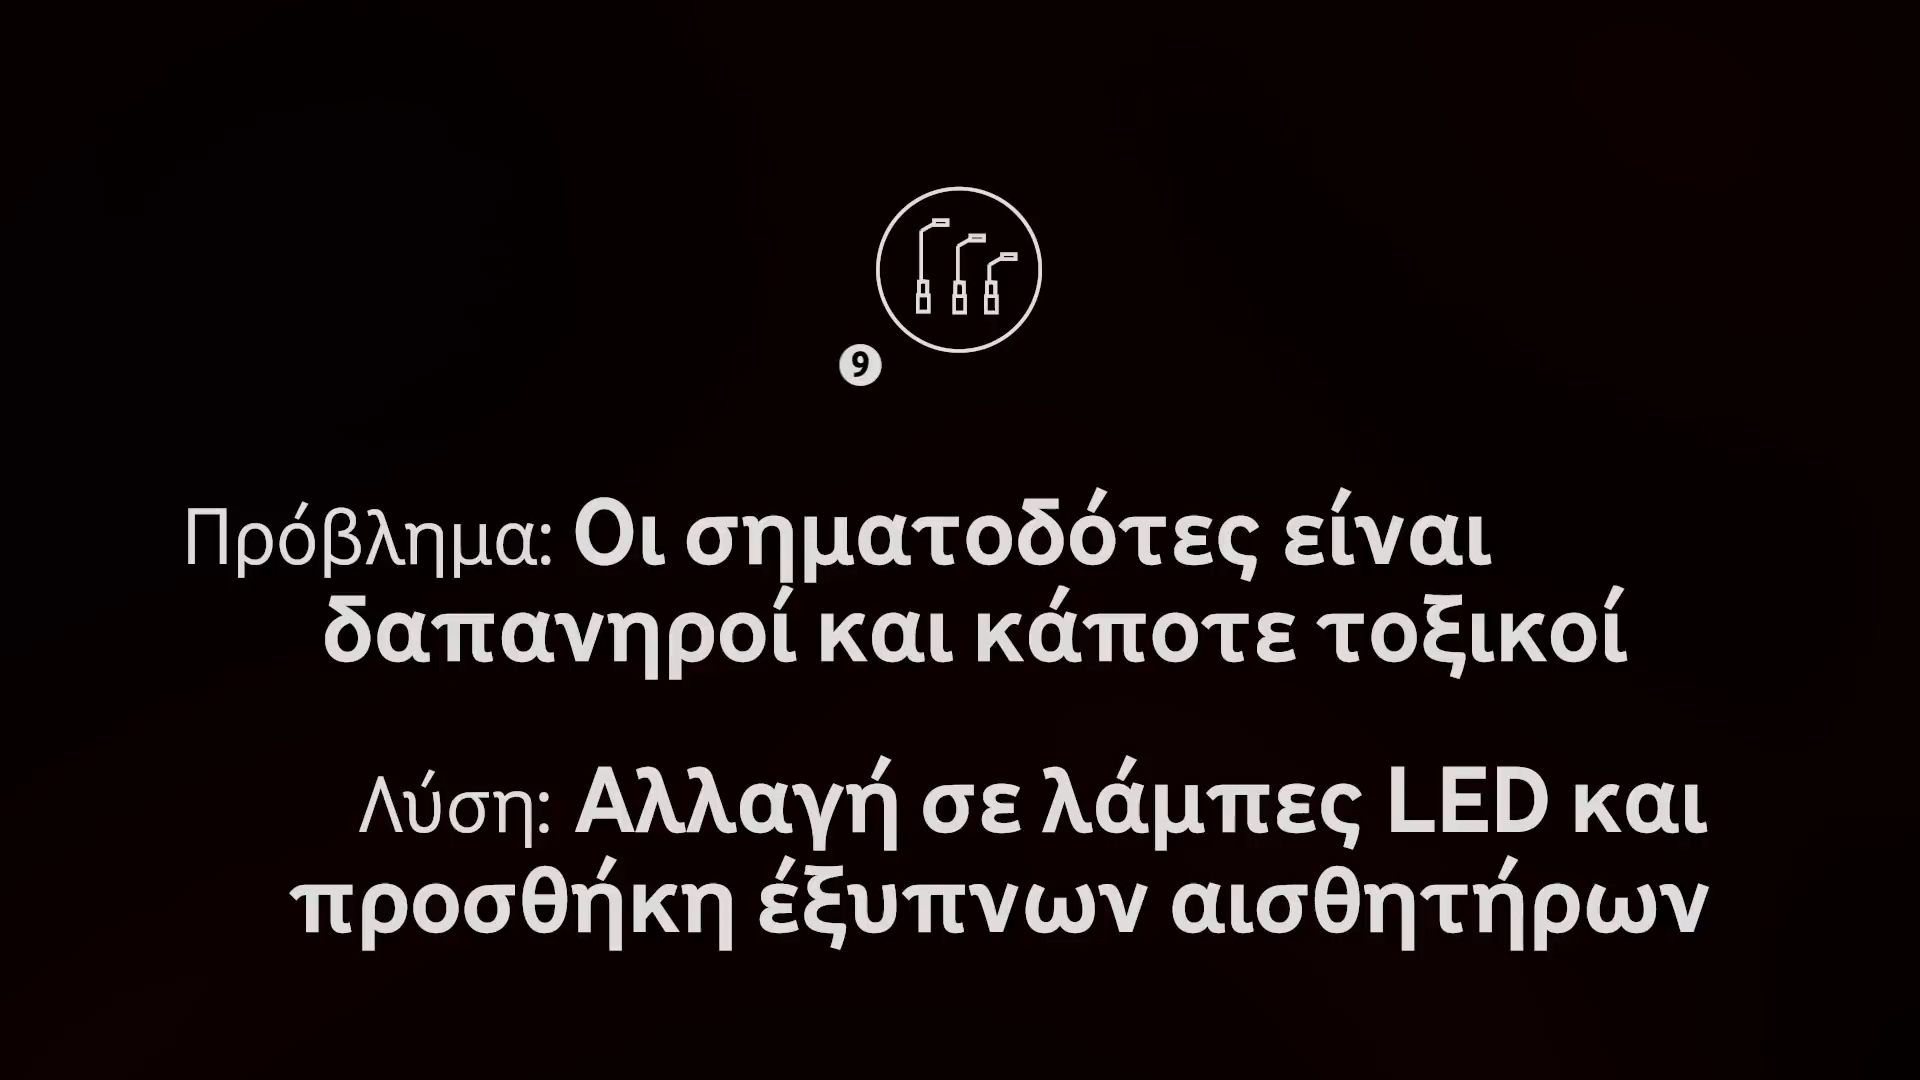 9
Πρόβλημα: Οι σηματοδότες είναι
δαπανηροί και κάποτε τοξικοί
Λύση: Αλλαγή σε λάμπες LED και
προσθήκη έξυπνων αισθητήρων